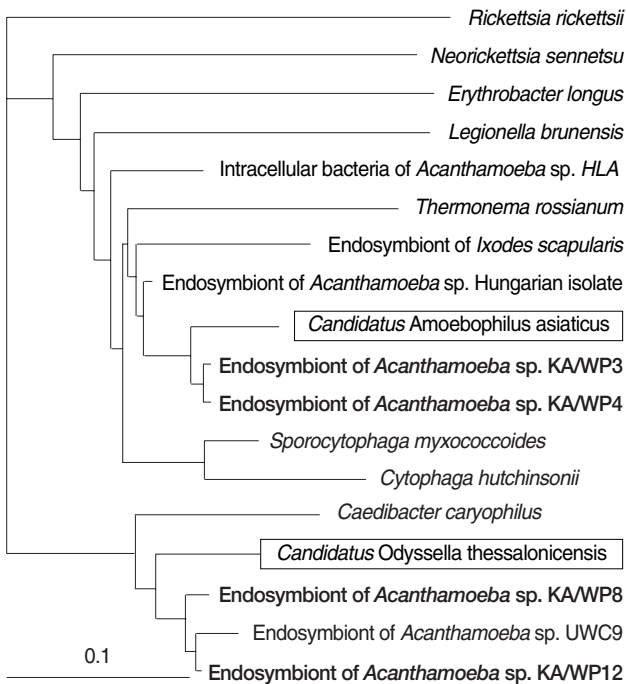 Rickettsia rickettsii
Neorickettsia sennetsu
Erythrobacter longus
Legionella brunensis
Intracellular bacteria of Acanthamoeba sp. HLA
Thermonema rossianum
Endosymbiont of Ixodes scapularis
Endosymbiont of Acanthamoeba sp. Hungarian isolate
Candidatus Amoebophilus asiaticus
Endosymbiont of Acanthamoeba sp. KA/WP3
Endosymbiont of Acanthamoeba sp. KA/WP4
Sporocytophaga myxococcoides
Cytophaga hutchinsonii
Caedibacter caryophilus
Candidatus Odyssella thessalonicensis
Endosymbiont of Acanthamoeba sp. KA/WP8
Endosymbiont of Acanthamoeba sp. UWC9
0.1
Endosymbiont of Acanthamoeba sp. KA/WP12